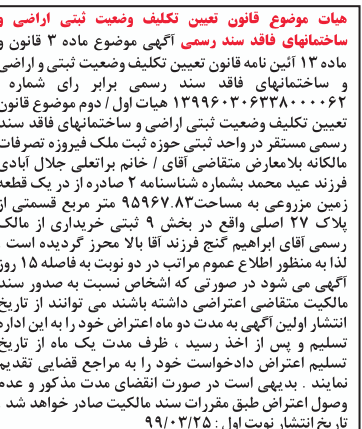 هیات موضوع قانون تعیین تکلیف وضعیت ثبتی اراضی و
ساختمانهای فاقد سند رسمی آگهی موضوع ماده ۳ قانون و
ماده ۱۳ آئین نامه قانون تعیین تکلیف وضعیت ثبتی و اراضی
و ساختمانهای فاقد سند رسمی برابر رای شماره
۱۳۹۹۶۰۳۰۶۳۳۸۰۰۰۰۶۲ هیات اول / دوم موضوع قانون
تعیین تکلیف وضعیت ثبتی اراضی و ساختمانهای فاقد سند
رسمی مستقر در واحد ثبتی حوزه ثبت ملک فیروزه تصرفات
مالکانه بلامعارض متقاضی آقای / خانم براتعلی جلال آبادی
فرزند عید محمد بشماره شناسنامه ۲ صادره از در یک قطعه
زمین مزروعی به مساحت۹۵۹۶۷.۸۳ متر مربع قسمتی از
پلاک ۲۷ اصلی واقع در بخش ۹ ثبتی خریداری از مالک
رسمی آقای ابراهیم گنج فرزند آقا بالا محرز گردیده است .
لذا به منظور اطلاع عموم مراتب در دو نوبت به فاصله ۱۵ روز
آگهی می شود در صورتی که اشخاص نسبت به صدور سند
مالکیت متقاضی اعتراضی داشته باشند می توانند از تاریخ
انتشار اولین آگهی به مدت دو ماه اعتراض خود را به این اداره
تسلیم و پس از اخذ رسید ، ظرف مدت یک ماه از تاریخ
تسلیم اعتراض دادخواست خود را به مراجع قضایی تقدیم
نمایند . بدیهی است در صورت انقضای مدت مذکور و عدم
وصول اعتراض طبق مقررات سند مالکیت صادر خواهد شد
تاریخ انتشار نوبت اول : ۹۹/۰۳/۲۵